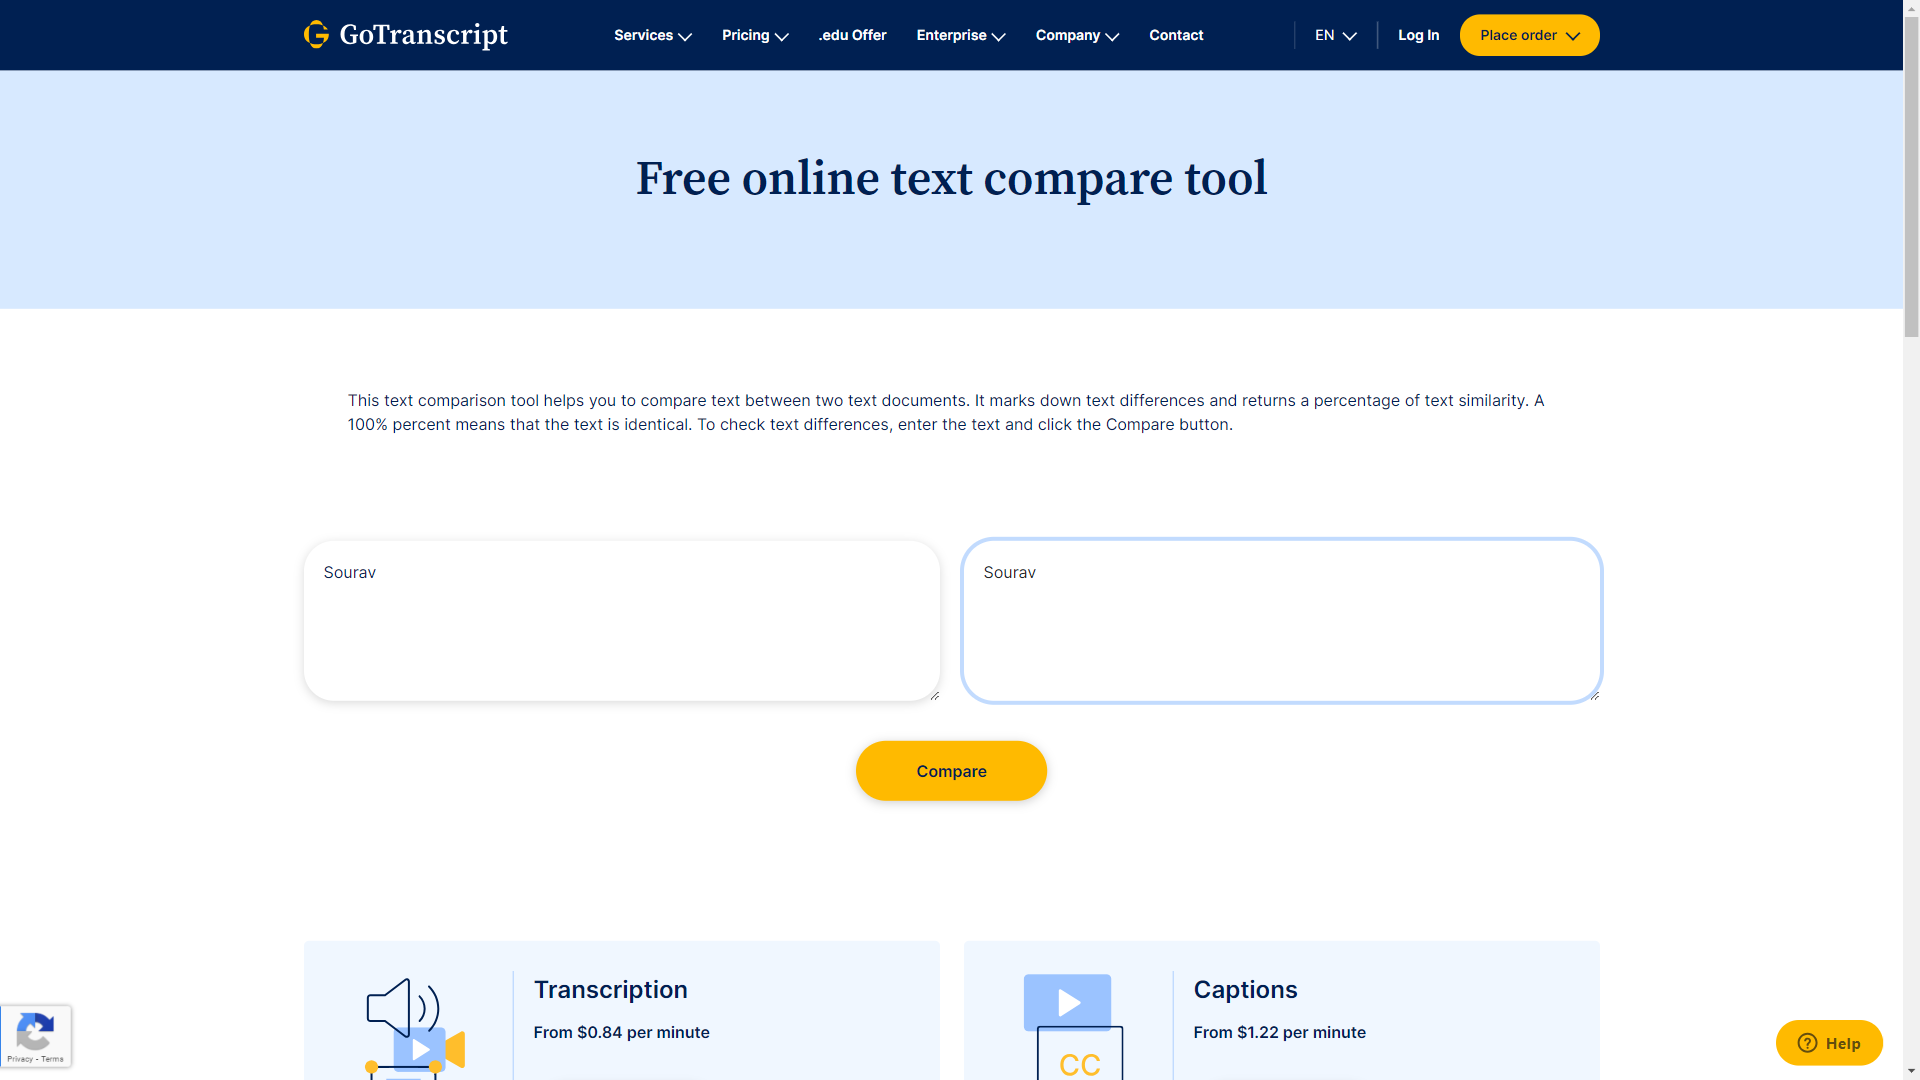 GoTranscript
Services
Pricing
.edu Offer
Enterprise
Company
Contact
EN
Log In
Place order
Free online text compare tool
This text comparison tool helps you to compare text between two text documents. It marks down text differences and returns a percentage of text similarity. A
100% percent means that the text is identical. To check text differences, enter the text and click the Compare button.
Sourav
Sourav
Compare
Transcription
From $0.84 per minute
Captions
From $1.22 per minute
CC
Privacy - Terms
Help